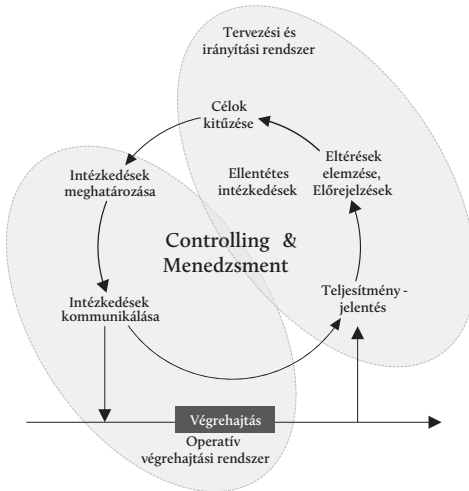 Tervezési és
irányítási rendszer
Célok
kitűzése
Intézkedések
meghatározása
Ellentétes
intézkedések
Eltérések
elemzése,
Előrejelzések
Controlling &
Menedzsment
Intézkedések
kommunikálása
Teljesítmény-
jelentés
Végrehajtás
Operatív
végrehajtási rendszer